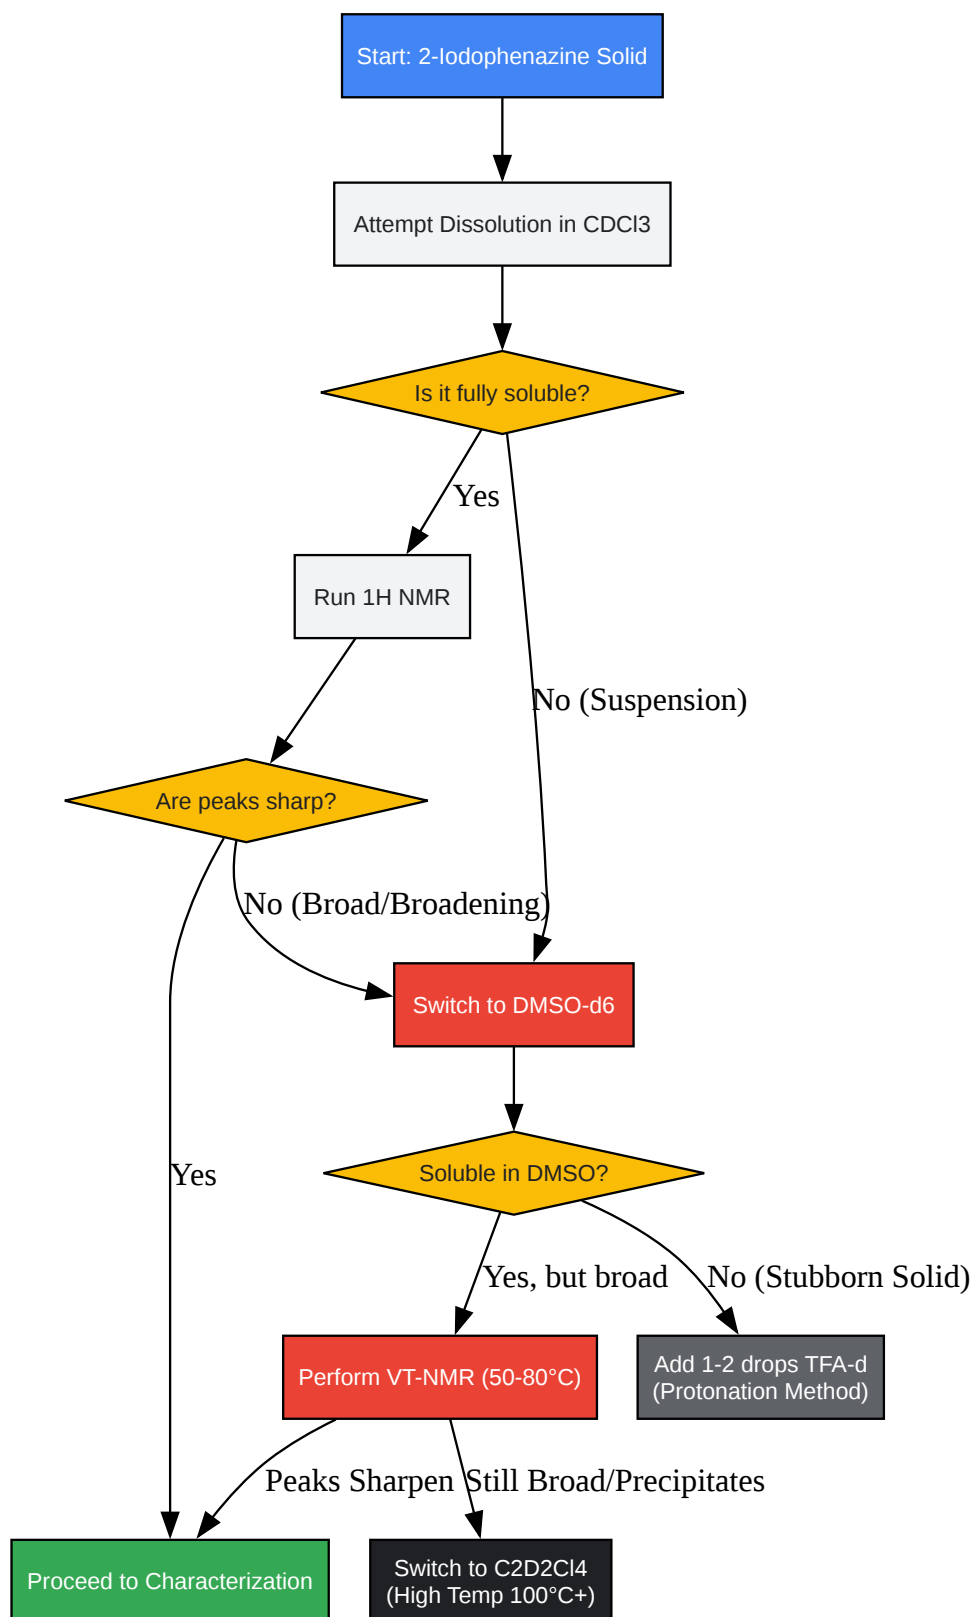 Start: 2-Iodophenazine Solid
Attempt Dissolution in CDCl3
Is it fully soluble?
Yes
Run 1H NMR
No (Suspension)
Are peaks sharp?
No (Broad/Broadening)
Switch to DMSO-d6
Yes
Soluble in DMSO?
Yes, but broad
No (Stubborn Solid)
Perform VT-NMR (50-80°C)
Add 1-2 drops TFA-d
(Protonation Method)
Peaks Sharpen
Still Broad/Precipitates
Proceed to Characterization
Switch to C2D2Cl4
(High Temp 100°C+)